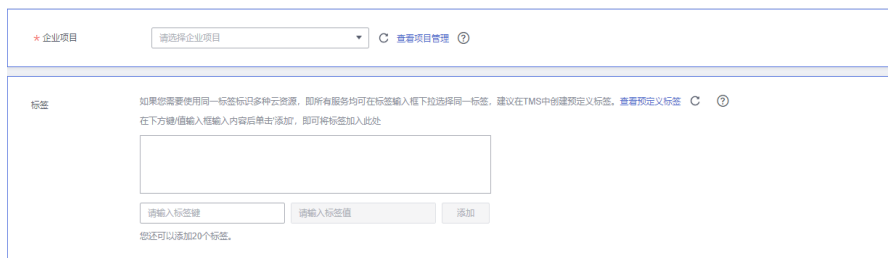 * 企业项目 请选择企业项目 查看项目管理 ?
标签 如果您需要使用同一标签标识多种云资源，即所有服务均可在标签输入框下拉选择同一标签，建议在TMS中创建预定义标签。查看预定义标签 ?
在下方键/值输入框输入内容后单击'添加'，即可将标签加入此处
请输入标签键 请输入标签值 添加
您还可以添加20个标签。